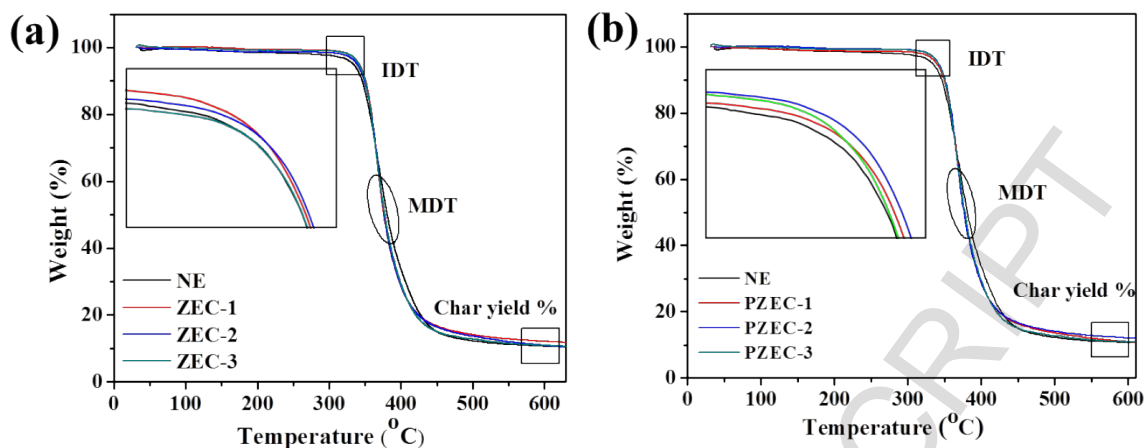 (a)
100
80
60
40
20
0
Weight (%)
IDT
MDT
Char yield %
NE
ZEC-1
ZEC-2
ZEC-3
0 100 200 300 400 500 600
Temperature (°C)
(b)
100
80
60
40
20
0
Weight (%)
IDT
MDT
Char yield %
NE
PZEC-1
PZEC-2
PZEC-3
0 100 200 300 400 500 600
Temperature (°C)
CRIPT